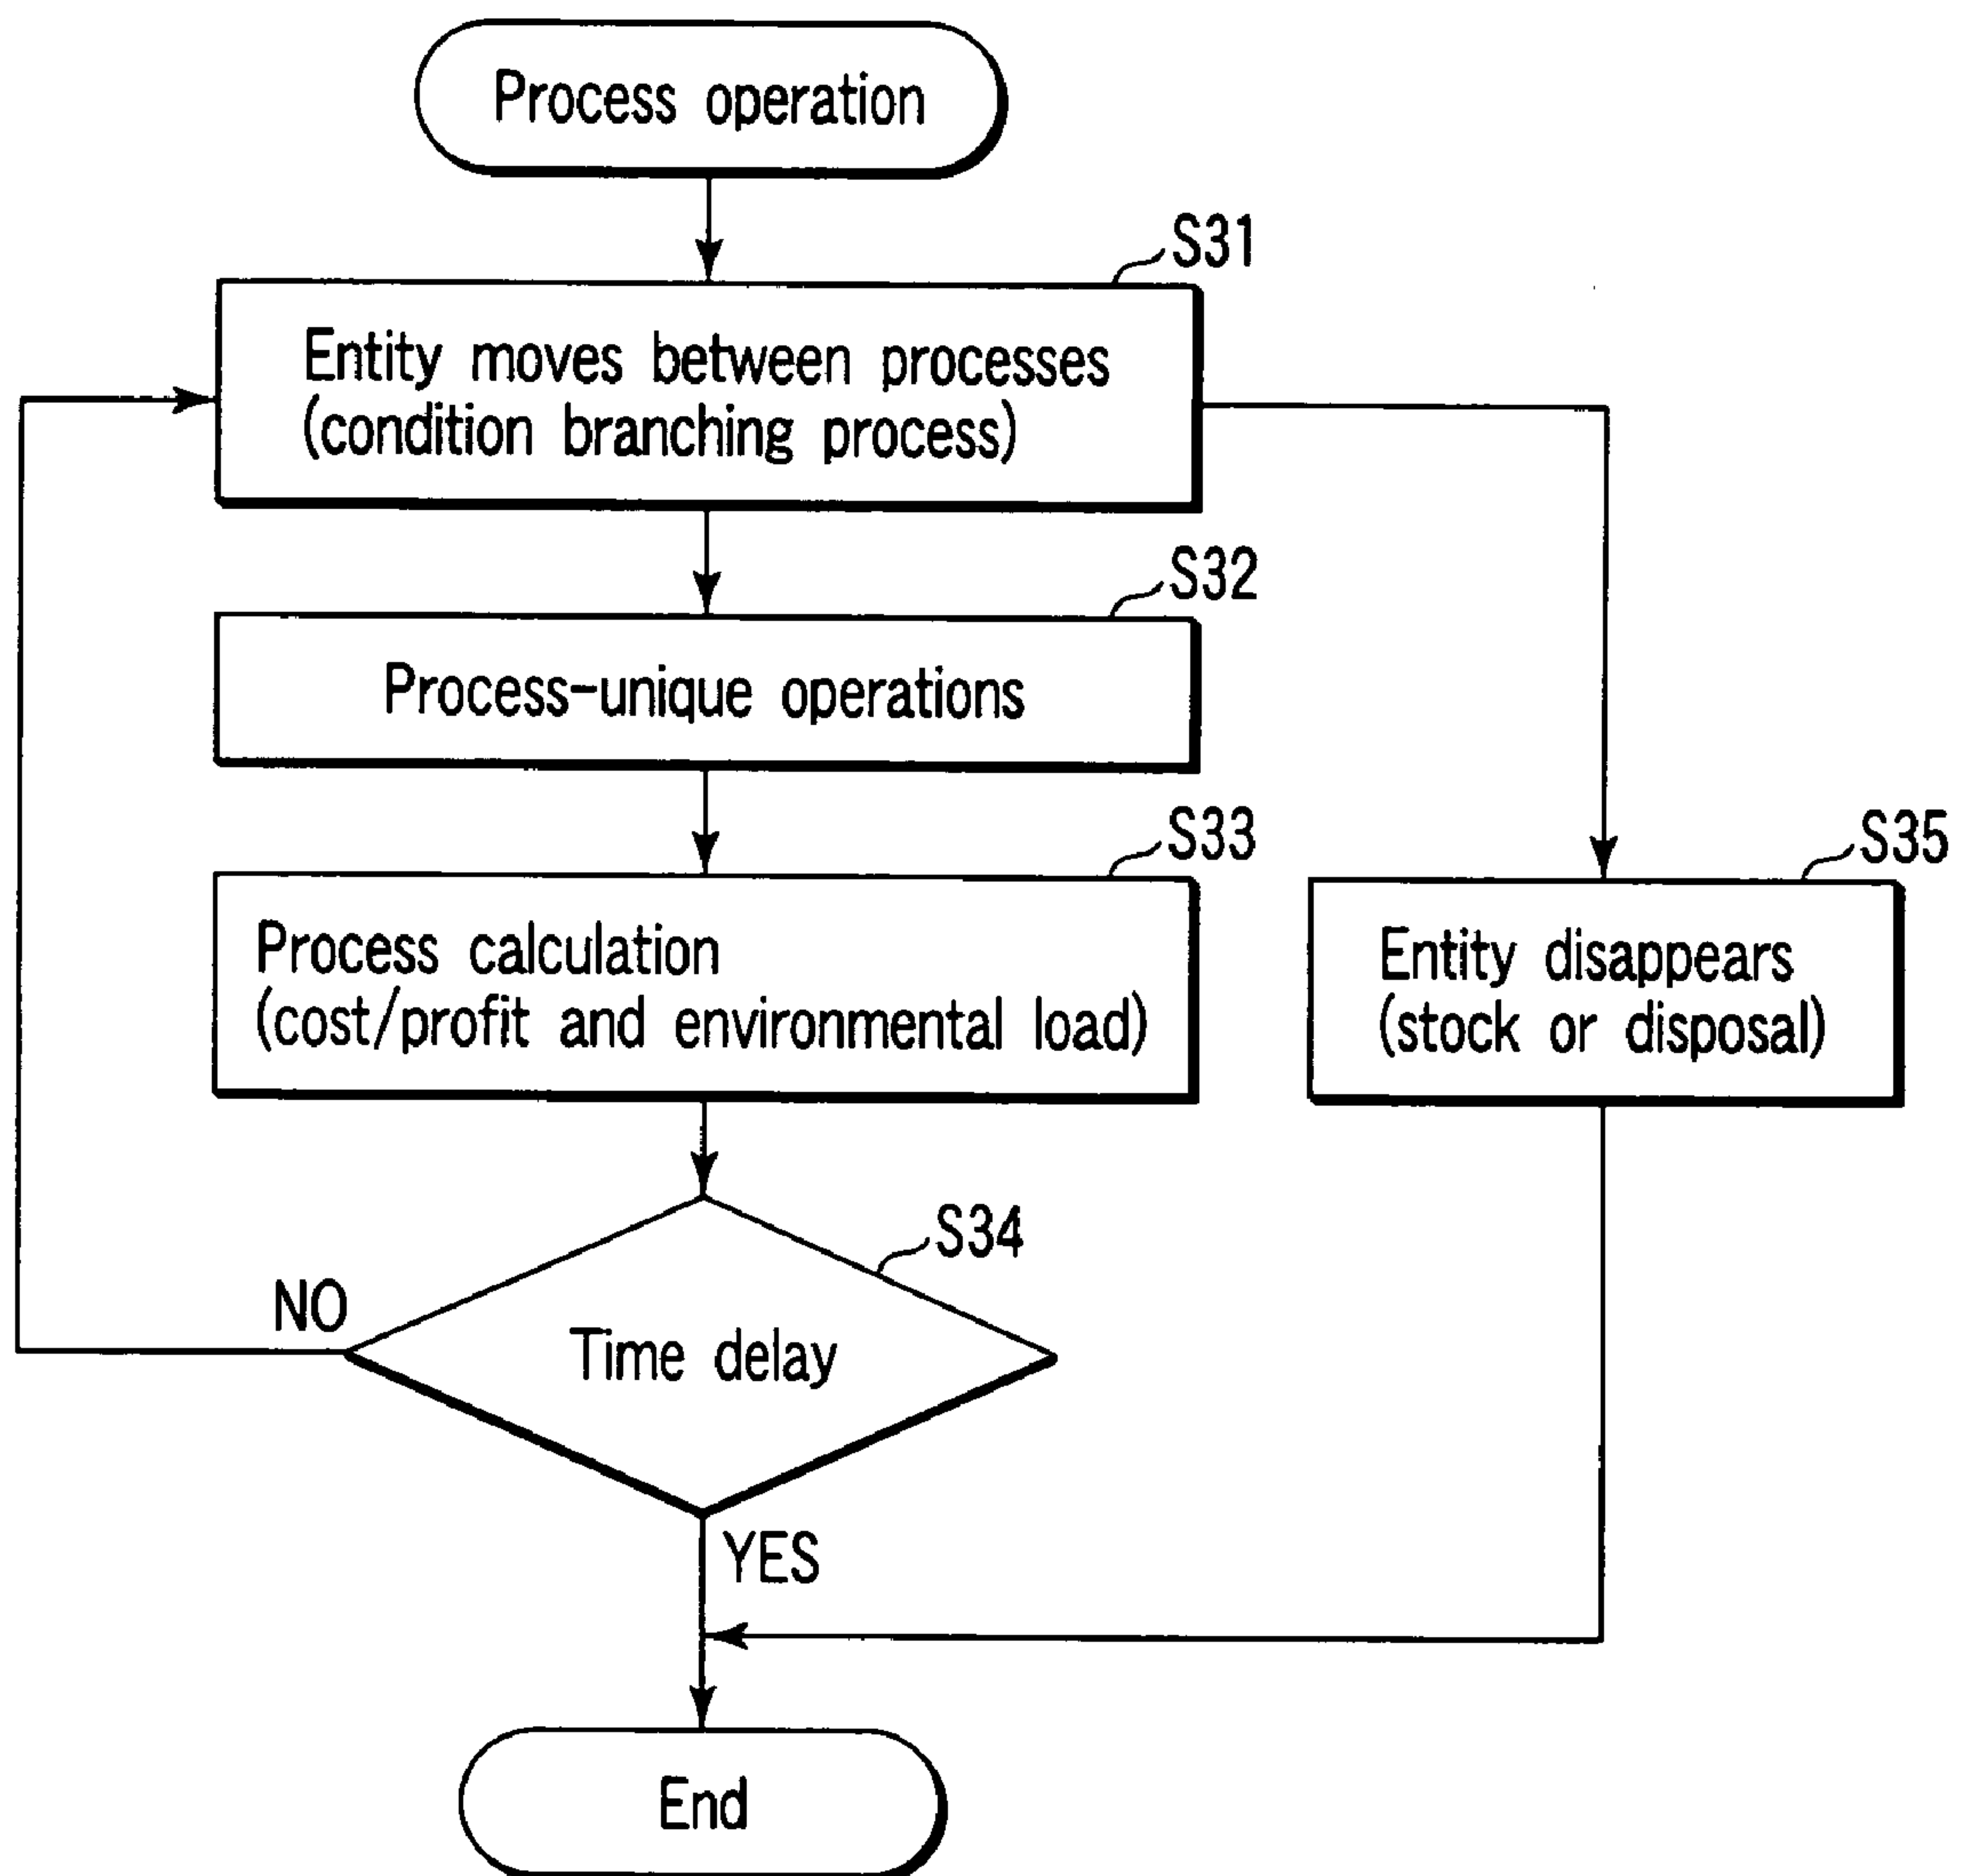 Process operation
S31
Entity moves between processes
(condition branching process)
S32
Process-unique operations
S33
Process calculation
(cost/profit and environmental load)
S35
Entity disappears
(stock or disposal)
S34
Time delay
NO
YES
End